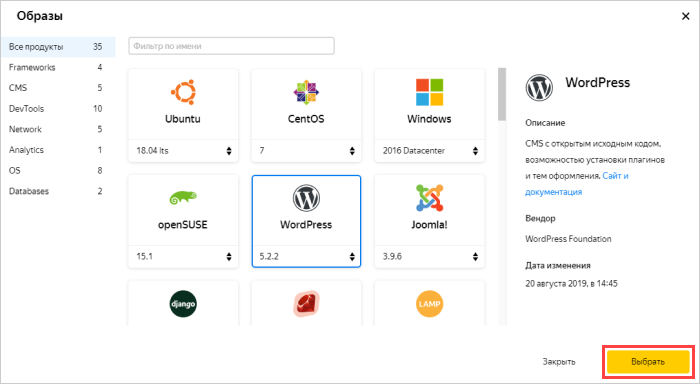 Образы
Все продукты 35
Frameworks 4
CMS 5
DevTools 10
Network 5
Analytics 1
OS 8
Databases 2
Фильтр по имени
Ubuntu
18.04 lts
CentOS
7
Windows
2016 Datacenter
openSUSE
15.1
WordPress
5.2.2
Joomla!
3.9.6
django
LAMP
WordPress
Описание
CMS с открытым исходным кодом,
возможностью установки плагинов
и тем оформления. Сайт и
документация
Вендор
WordPress Foundation
Дата изменения
20 августа 2019, в 14:45
Закрыть
Выбрать